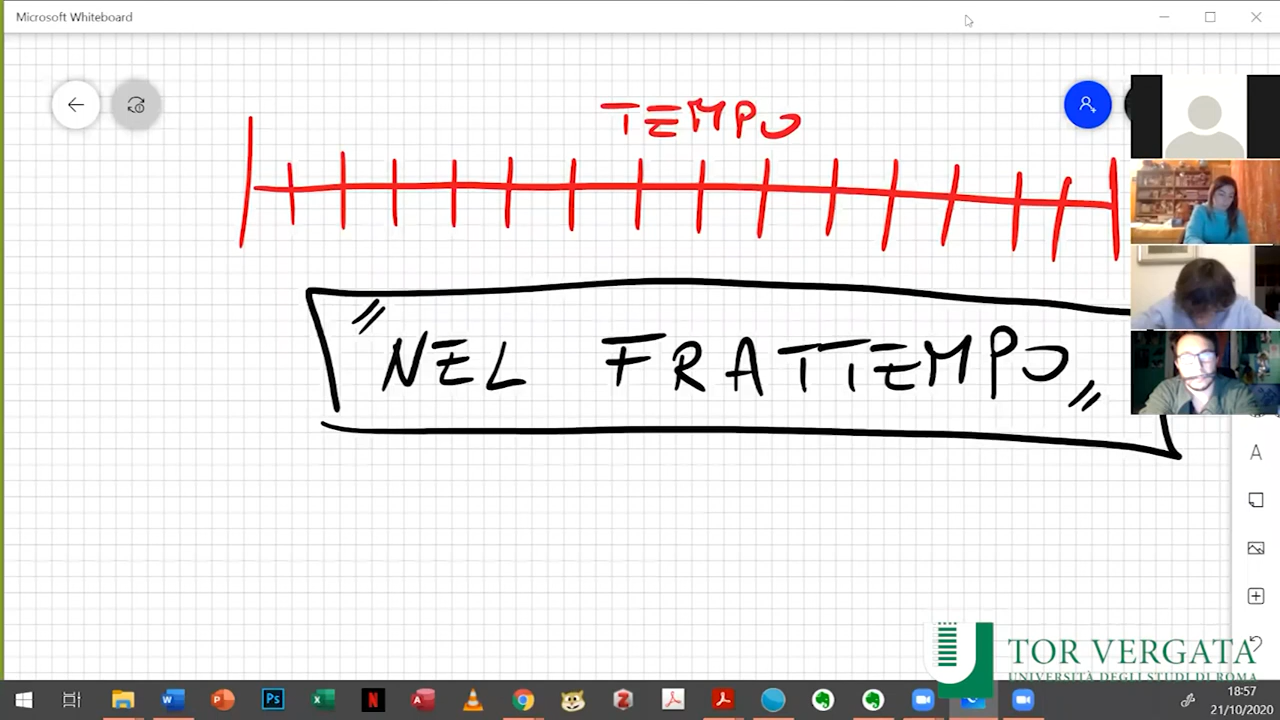 Microsoft Whiteboard
TEMPO
"NEL FRATTEMPO"
A
TOR VERGATA
UNIVERSITÀ DEGLI STUDI DI ROMA
18:57
21/10/2020